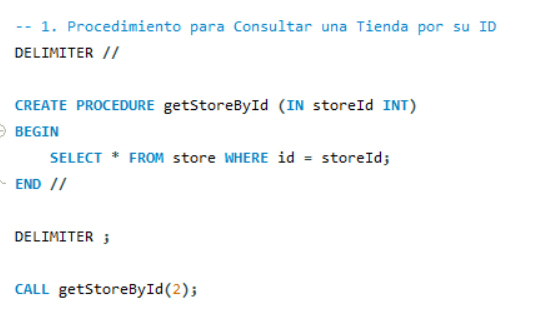 -- 1. Procedimiento para Consultar una Tienda por su ID
DELIMITER //
CREATE PROCEDURE getStoreById (IN storeId INT)
BEGIN
SELECT * FROM store WHERE id = storeId;
END //
DELIMITER ;
CALL getStoreById(2);